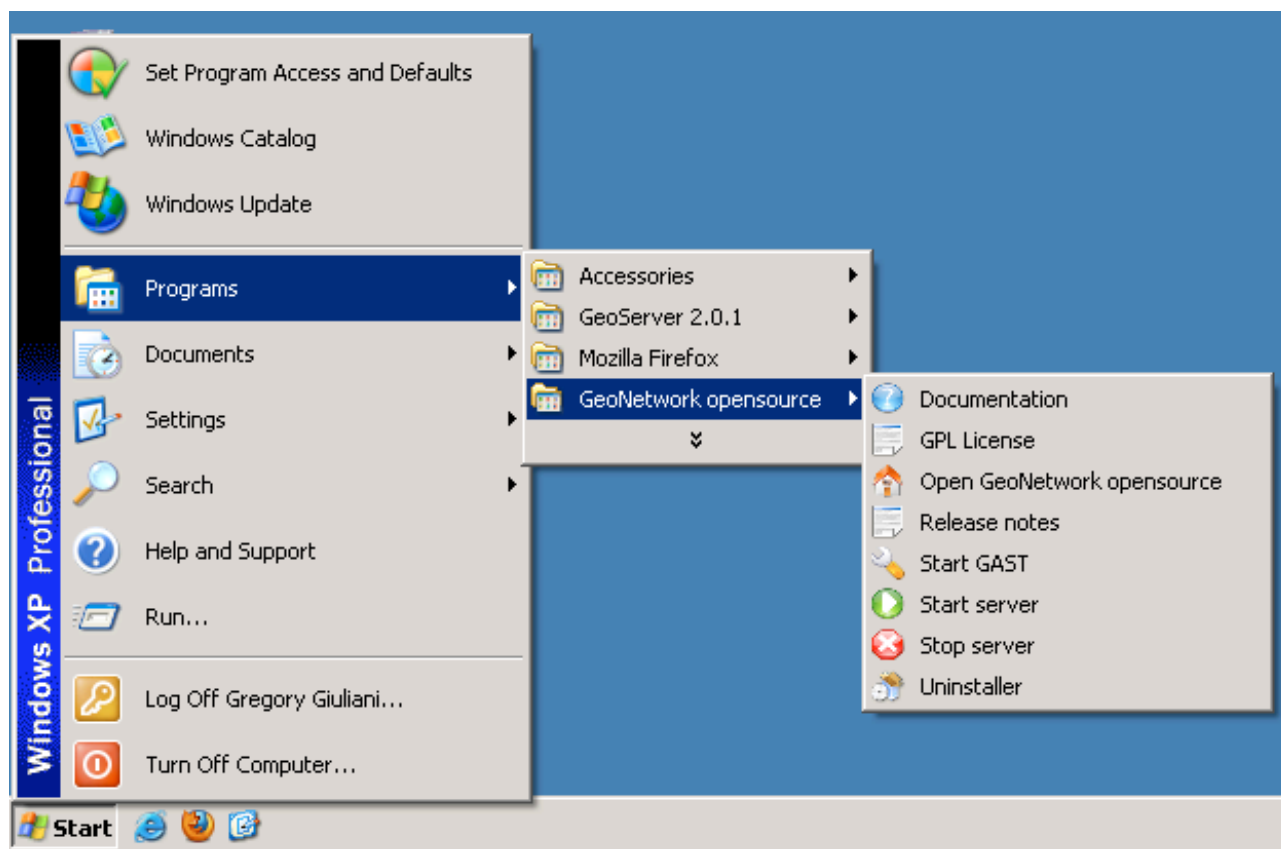 Set Program Access and Defaults
Windows Catalog
Windows Update
Programs
Documents
Settings
Search
Help and Support
Run...
Log Off Gregory Giuliani...
Turn Off Computer...
Windows XP Professional
Accessories
GeoServer 2.0.1
Mozilla Firefox
GeoNetwork opensource
Documentation
GPL License
Open GeoNetwork opensource
Release notes
Start GAST
Start server
Stop server
Uninstaller
Start